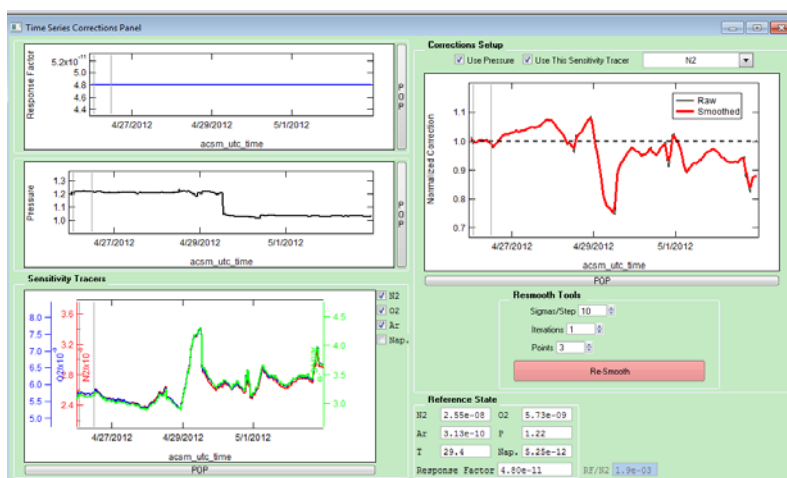 Time Series Corrections Panel
Response Factor
5.2x10⁻¹¹
5.0
4.8
4.6
4.4
4/27/2012 4/29/2012 5/1/2012
acsm_utc_time
POP
Pressure
1.3
1.2
1.1
1.0
4/27/2012 4/29/2012 5/1/2012
acsm_utc_time
POP
Sensitivity Tracers
8.0
7.5
7.0
6.5
6.0
5.5
5.0
3.6
3.2
2.8
2.4
4.5
4.0
3.0
N2
O2
Ar
Nap.
4/27/2012 4/29/2012 5/1/2012
acsm_utc_time
POP
Corrections Setup
Use Pressure Use This Sensitivity Tracer N2
Normalized Correction
1.1
1.0
0.9
0.8
0.7
Raw
Smoothed
4/27/2012 4/29/2012 5/1/2012
acsm_utc_time
POP
Resmooth Tools
Sigmas/Step 10
Iterations 1
Points 3
Re-Smooth
Reference State
N2 2.55e-08 O2 5.73e-09
Ar 3.13e-10 P 1.22
T 29.4 Nap. 5.25e-12
Response Factor 4.80e-11 RF/N2 1.9e-03